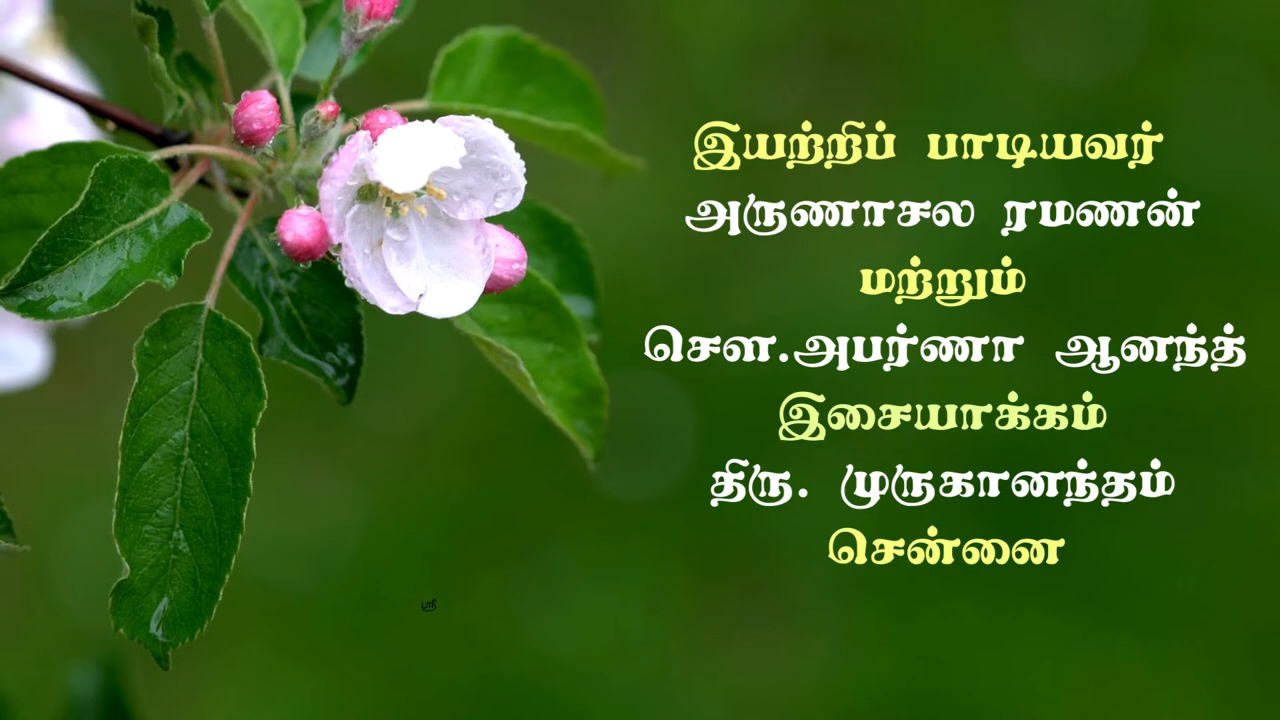 இயற்றிப் பாடியவர்
அருணாசல ரமணன்
மற்றும்
சௌ.அபர்ணா ஆனந்த்
இசையாக்கம்
திரு. முருகானந்தம்
சென்னை
ஸ்ரீ